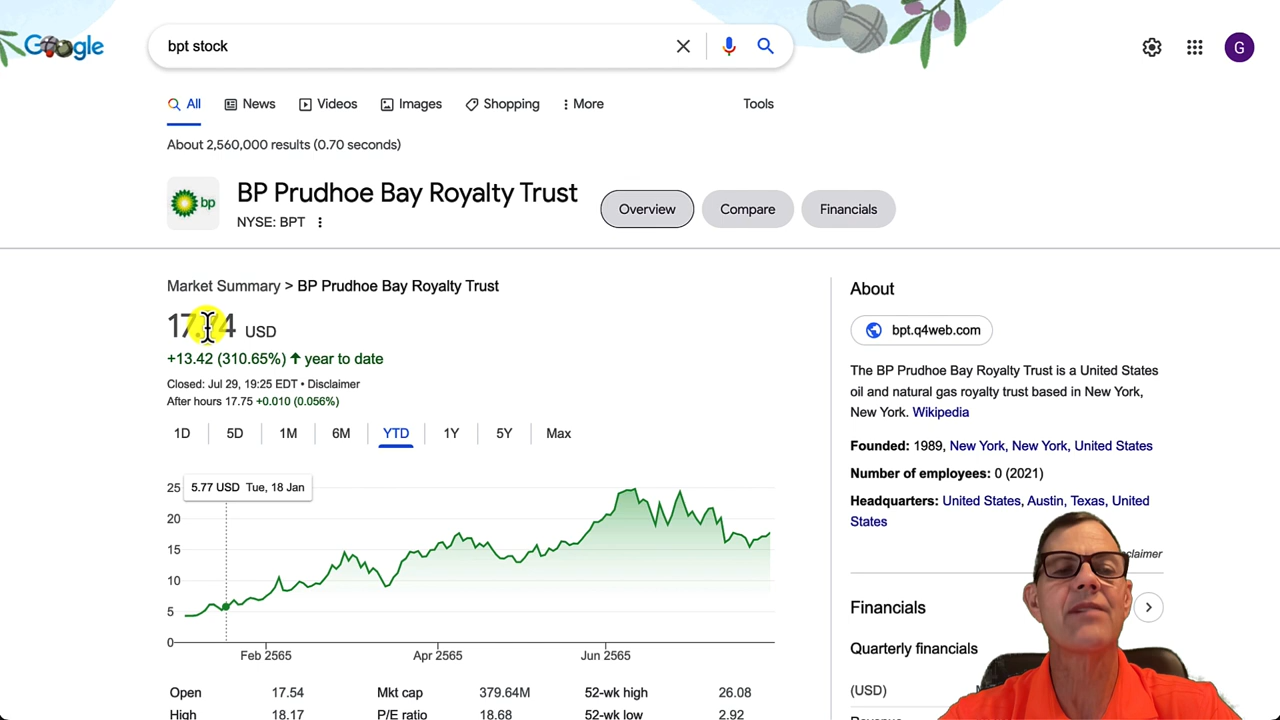 Google
bpt stock
All
News
Videos
Images
Shopping
More
Tools
About 2,560,000 results (0.70 seconds)
bp
BP Prudhoe Bay Royalty Trust
NYSE: BPT
Overview
Compare
Financials
Market Summary > BP Prudhoe Bay Royalty Trust
USD
+13.42 (310.65%) year to date
Closed: Jul 29, 19:25 EDT • Disclaimer
After hours 17.75 +0.010 (0.056%)
1D 5D 1M 6M YTD 1Y 5Y Max
5.77 USD Tue, 18 Jan
25
20
15
10
5
0
Feb 2565 Apr 2565 Jun 2565
Open 17.54 Mkt cap 379.64M 52-wk high 26.08
High 18.17 P/E ratio 18.68 52-wk low 2.92
About
bpt.q4web.com
The BP Prudhoe Bay Royalty Trust is a United States
oil and natural gas royalty trust based in New York,
New York. Wikipedia
Founded: 1989, New York, New York, United States
Number of employees: 0 (2021)
Headquarters: United States, Austin, Texas, United
States
Financials
Quarterly financials
(USD)
G